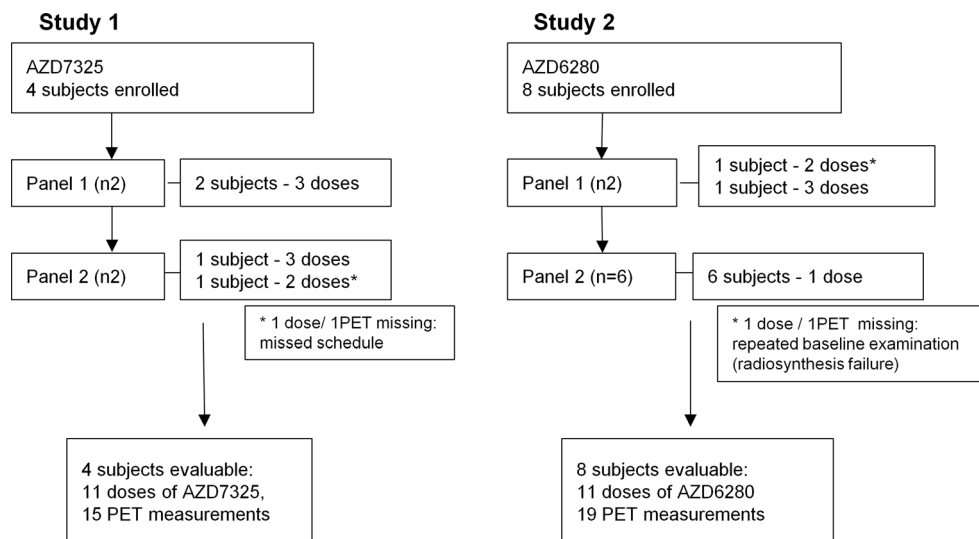 Study 1
AZD7325
4 subjects enrolled
Panel 1 (n2)
2 subjects - 3 doses
Panel 2 (n2)
1 subject - 3 doses
1 subject - 2 doses*
* 1 dose/ 1PET missing:
missed schedule
4 subjects evaluable:
11 doses of AZD7325,
15 PET measurements
Study 2
AZD6280
8 subjects enrolled
Panel 1 (n2)
1 subject - 2 doses*
1 subject - 3 doses
Panel 2 (n=6)
6 subjects - 1 dose
* 1 dose / 1PET missing:
repeated baseline examination
(radiosynthesis failure)
8 subjects evaluable:
11 doses of AZD6280
19 PET measurements